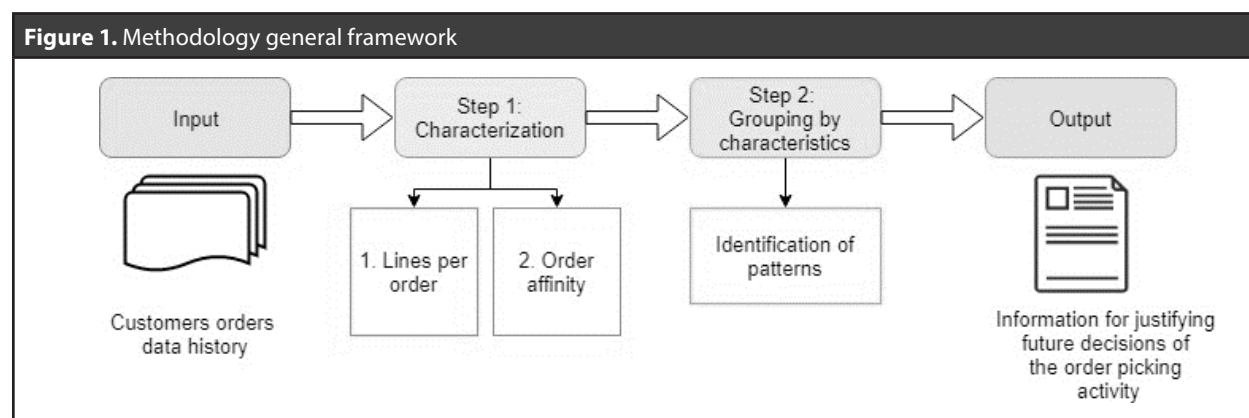 Figure 1. Methodology general framework
Input
Step 1:
Characterization
Step 2:
Grouping by
characteristics
Output
1. Lines per
order
2. Order
affinity
Identification of
patterns
Customers orders
data history
Information for justifying
future decisions of
the order picking
activity